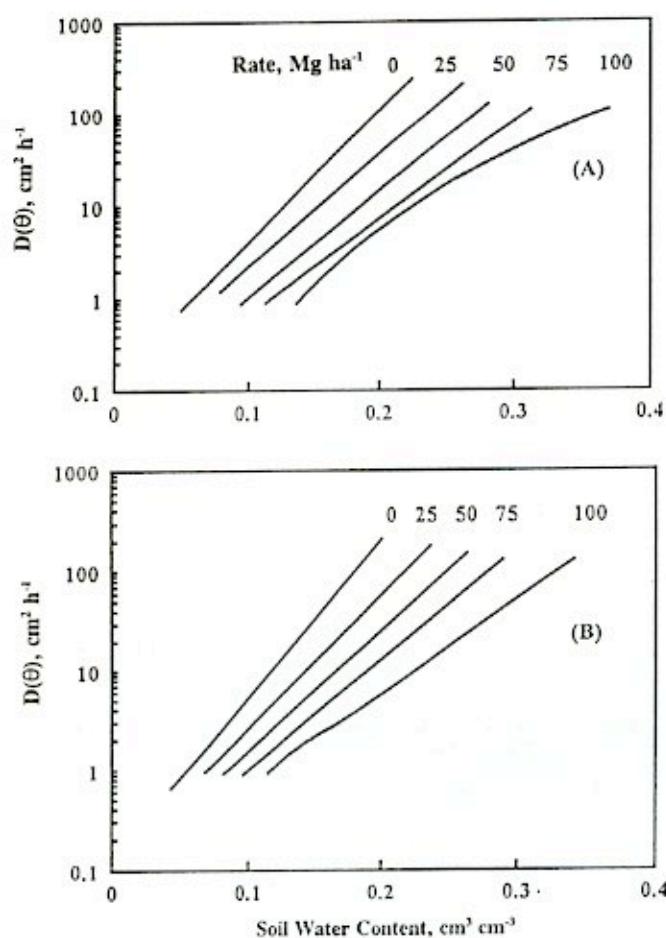 1000
Rate, Mg ha⁻¹ 0 25 50 75 100
100
(A)
D(θ), cm² h⁻¹
10
1
0.1
0 0.1 0.2 0.3 0.4
1000
0 25 50 75 100
100
(B)
D(θ), cm² h⁻¹
10
1
0.1
0 0.1 0.2 0.3 0.4
Soil Water Content, cm³ cm⁻³